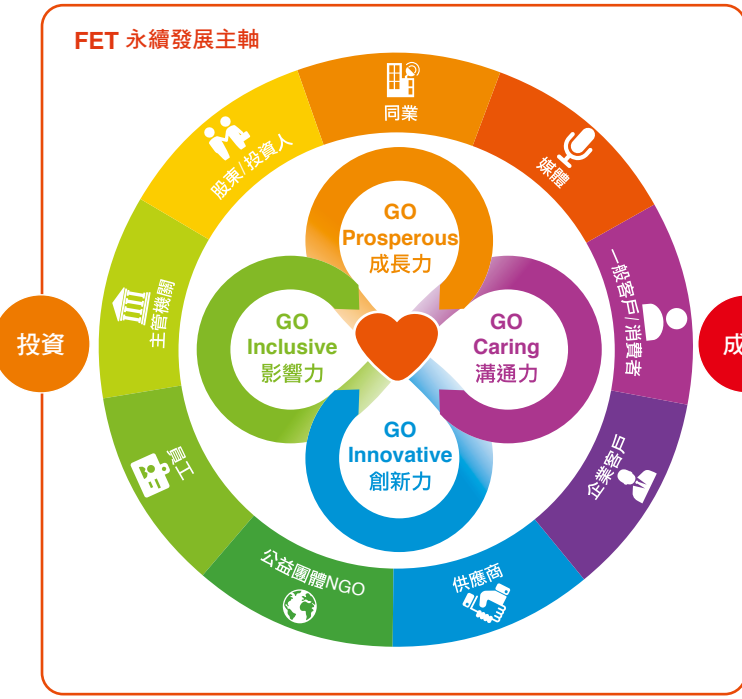 FET 永續發展主軸
同業
媒體
一般客戶/消費者
企業客戶
供應商
公益團體NGO
員工
主管機關
股東/投資人
GO
Prosperous
成長力
GO
Inclusive
影響力
GO
Caring
溝通力
GO
Innovative
創新力
投資
成